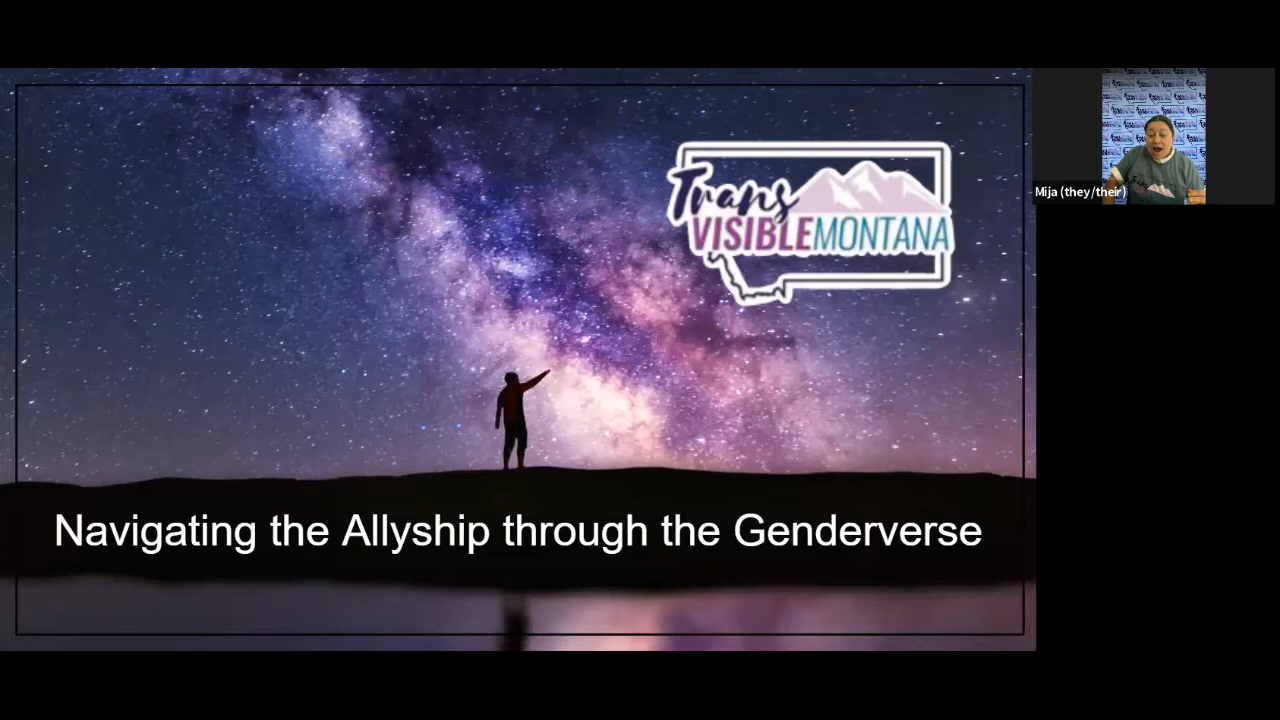 Trans
VISIBLEMONTANA
Mija (they/their)
Navigating the Allyship through the Genderverse